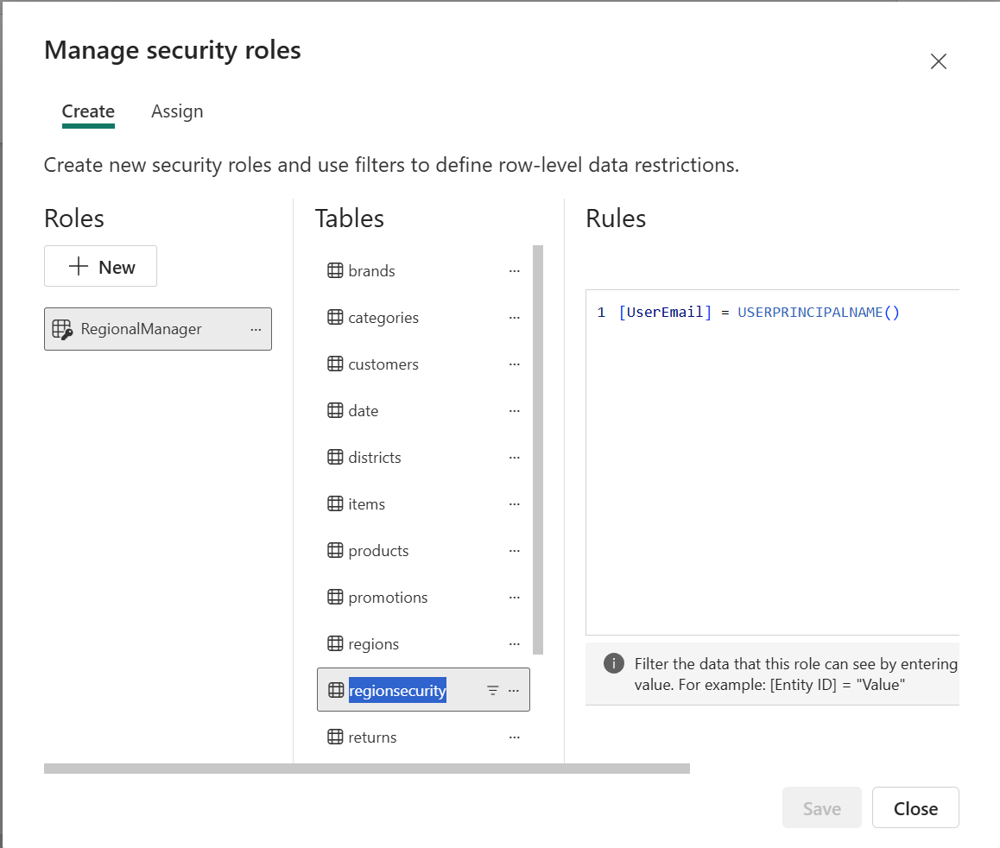 Manage security roles
Create Assign
Create new security roles and use filters to define row-level data restrictions.
Roles
New
RegionalManager
Tables
brands
categories
customers
date
districts
items
products
promotions
regions
regionsecurity
returns
Rules
1 [UserEmail] = USERPRINCIPALNAME()
Filter the data that this role can see by entering
value. For example: [Entity ID] = "Value"
Save Close